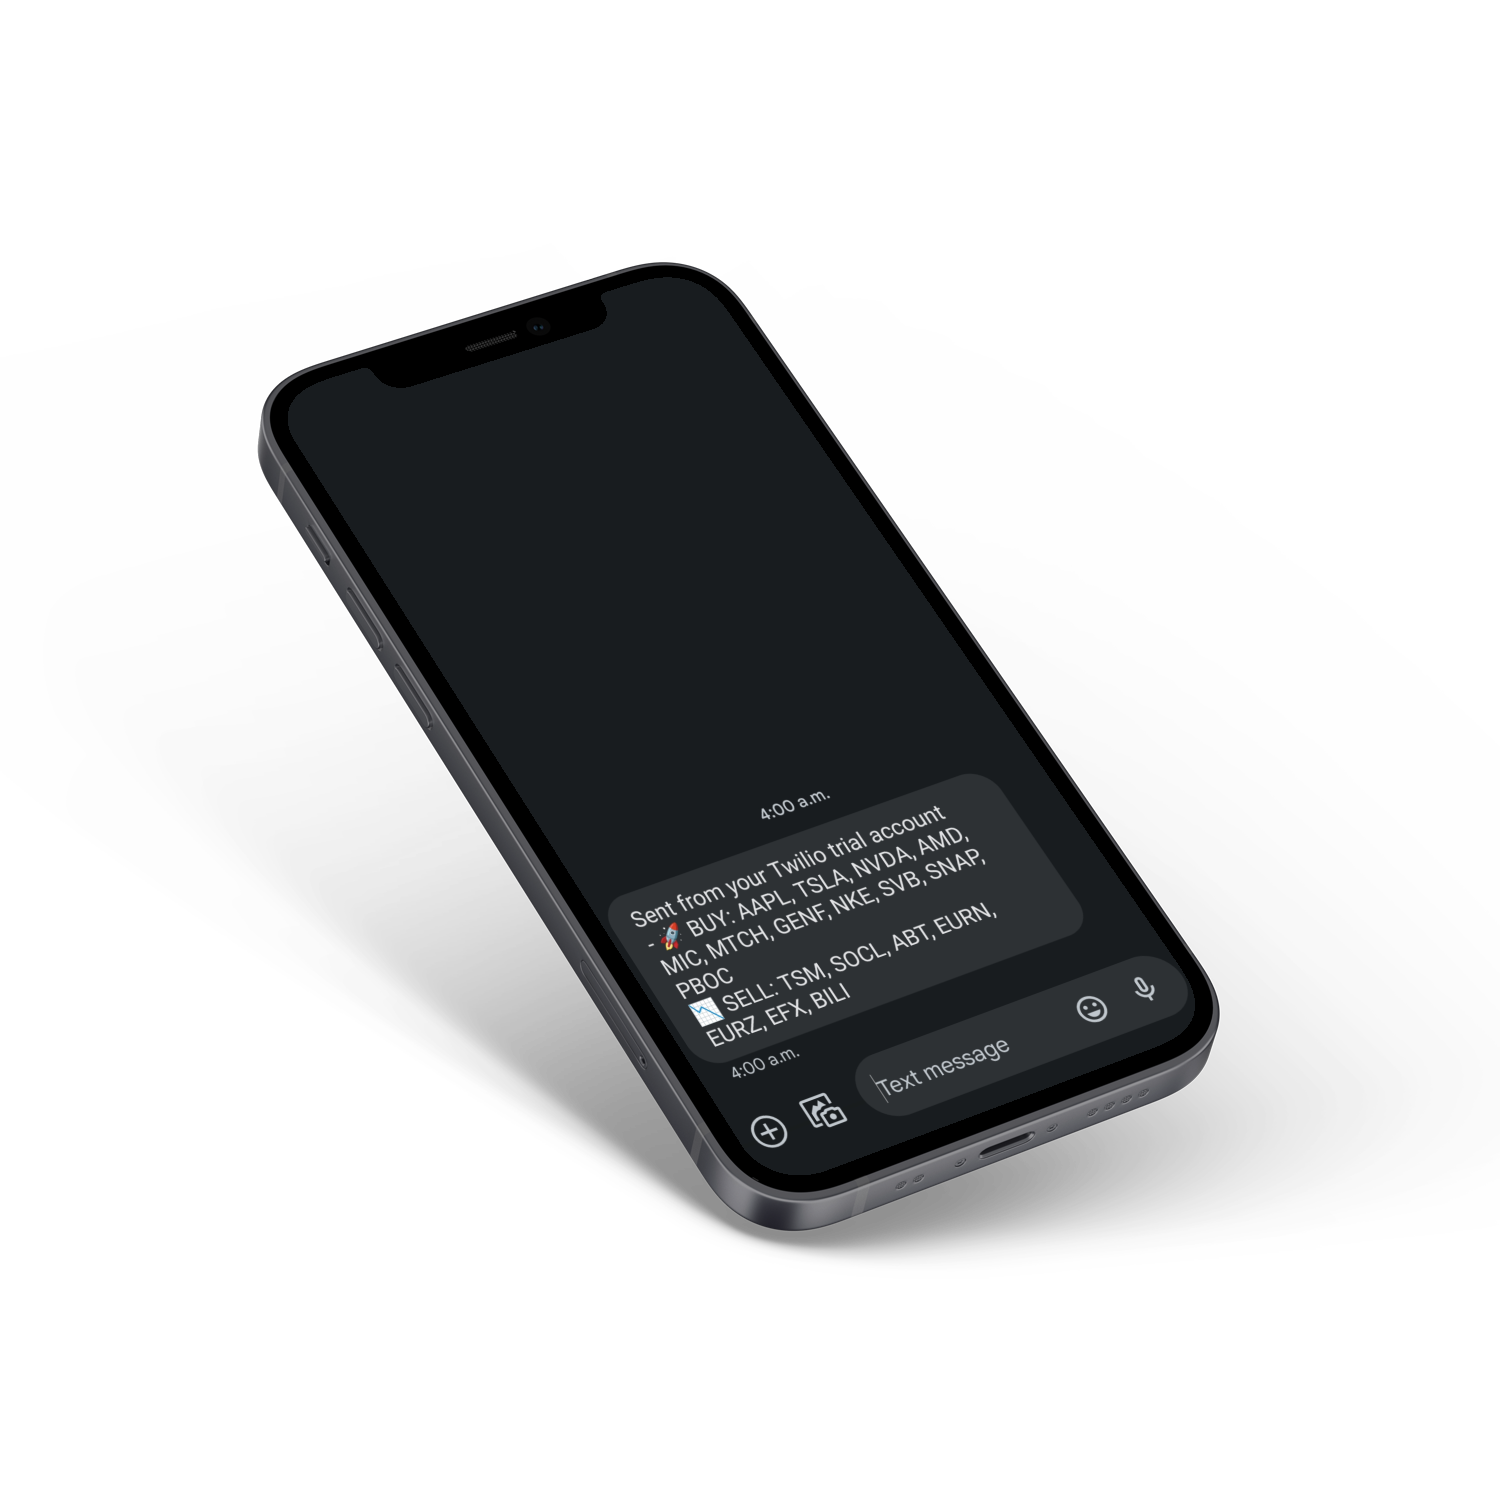 4:00 a.m.
Sent from your Twilio trial account
- 🚀 BUY: AAPL, TSLA, NVDA, AMD,
MIC, MTCH, GENF, NKE, SVB, SNAP,
PBOC
📉 SELL: TSM, SOCL, ABT, EURN,
EURZ, EFX, BILI
4:00 a.m.
Text message